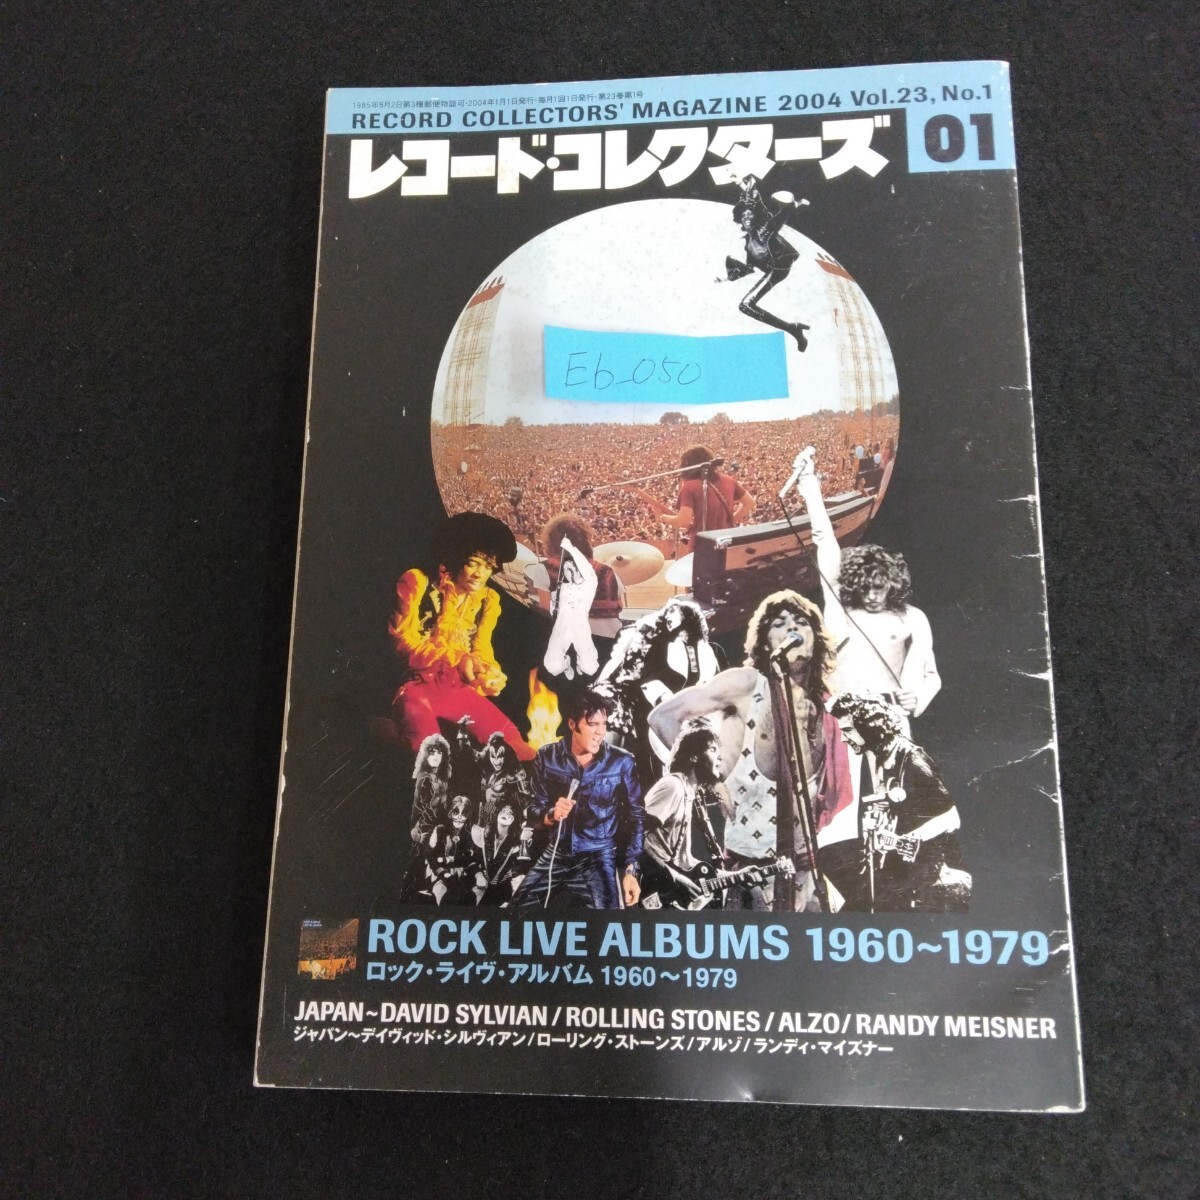 1985年8月2日第3種郵便物認可・2004年1月1日発行・毎月1回1日発行・第23巻第1号
RECORD COLLECTORS' MAGAZINE 2004 Vol.23, No.1
レコード・コレクターズ
01
Eb-050
ROCK LIVE ALBUMS 1960~1979
ロック・ライヴ・アルバム 1960〜1979
JAPAN~DAVID SYLVIAN/ROLLING STONES/ALZO/RANDY MEISNER
ジャパン〜デイヴィッド・シルヴィアン/ローリング・ストーンズ/アルゾ/ランディ・マイズナー